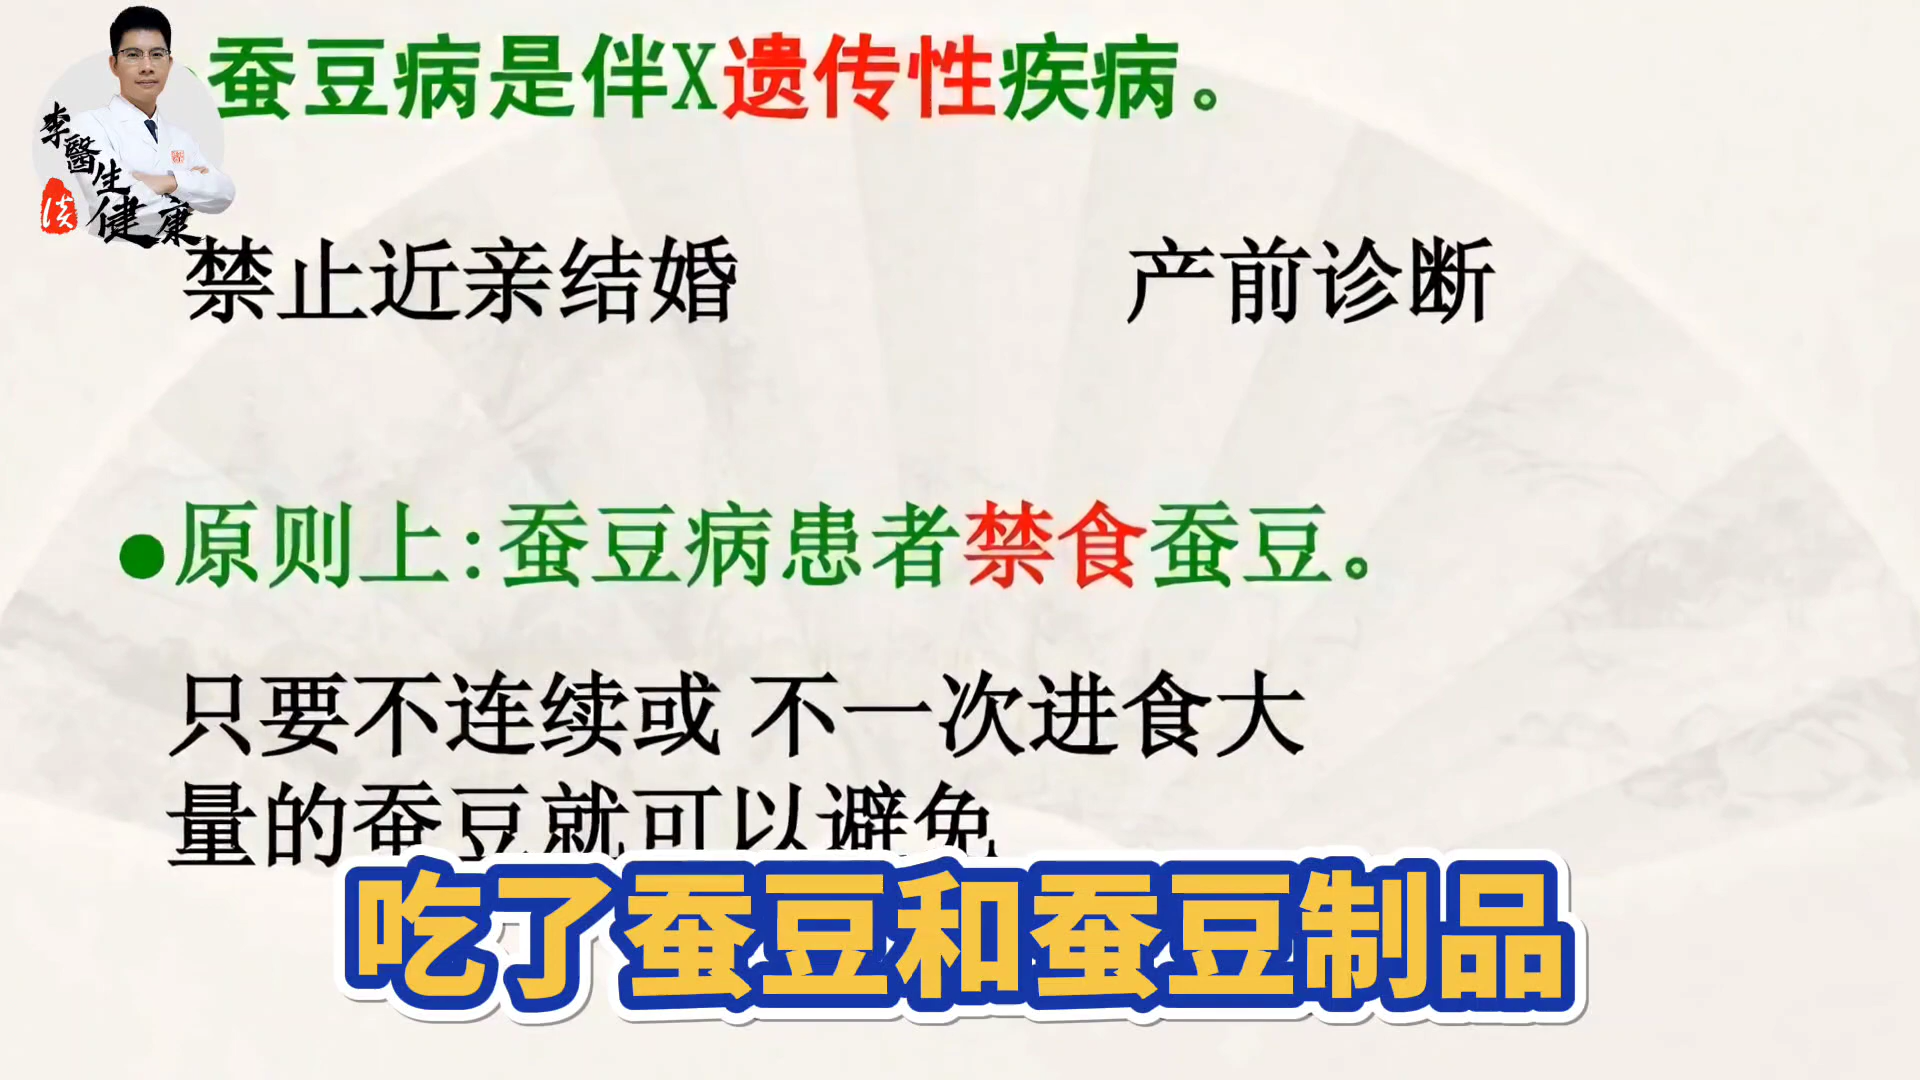 蚕豆病是伴X遗传性疾病。
李醫生
谈健康
禁止近亲结婚 产前诊断
原则上:蚕豆病患者禁食蚕豆。
只要不连续或 不一次进食大
量的蚕豆就可以避免
吃了蚕豆和蚕豆制品